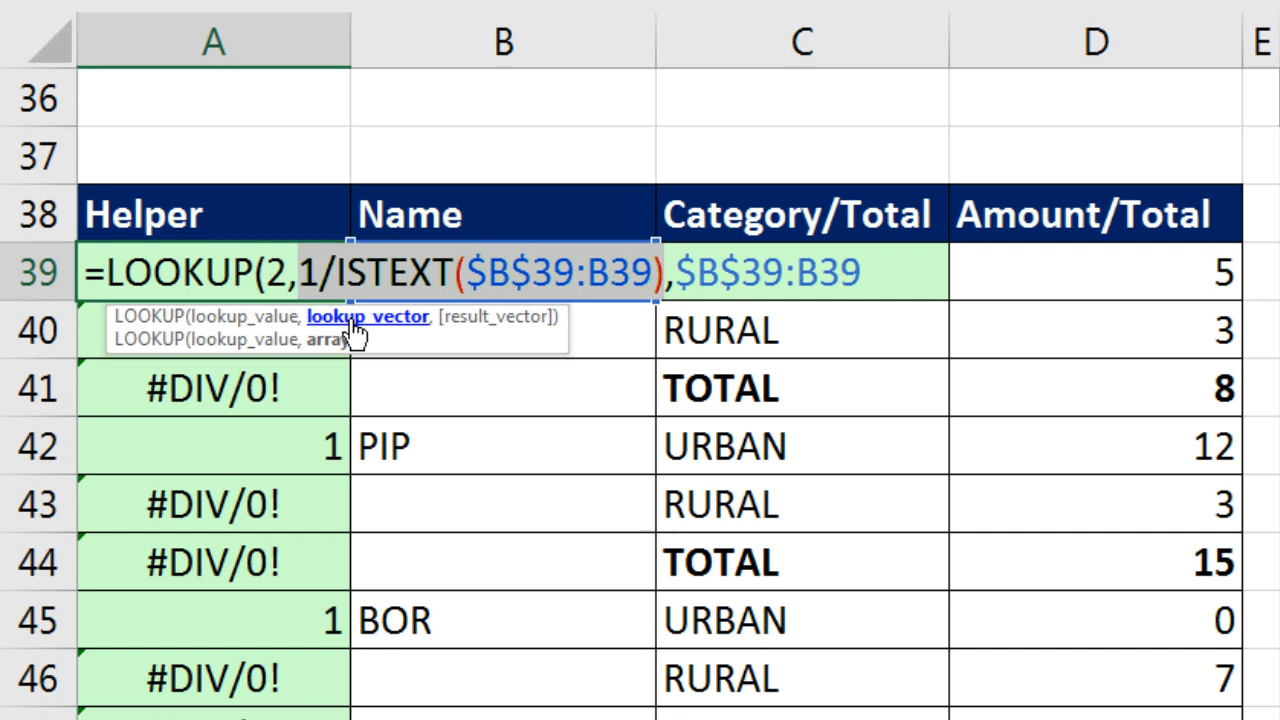 A B C D E
36
37
38 Helper Name Category/Total Amount/Total
39 =LOOKUP(2,1/ISTEXT($B$39:B39),$B$39:B39 5
LOOKUP(lookup_value, lookup_vector, [result_vector])
40 RURAL 3
LOOKUP(lookup_value, array
41 #DIV/0! TOTAL 8
42 1 PIP URBAN 12
43 #DIV/0! RURAL 3
44 #DIV/0! TOTAL 15
45 1 BOR URBAN 0
46 #DIV/0! RURAL 7